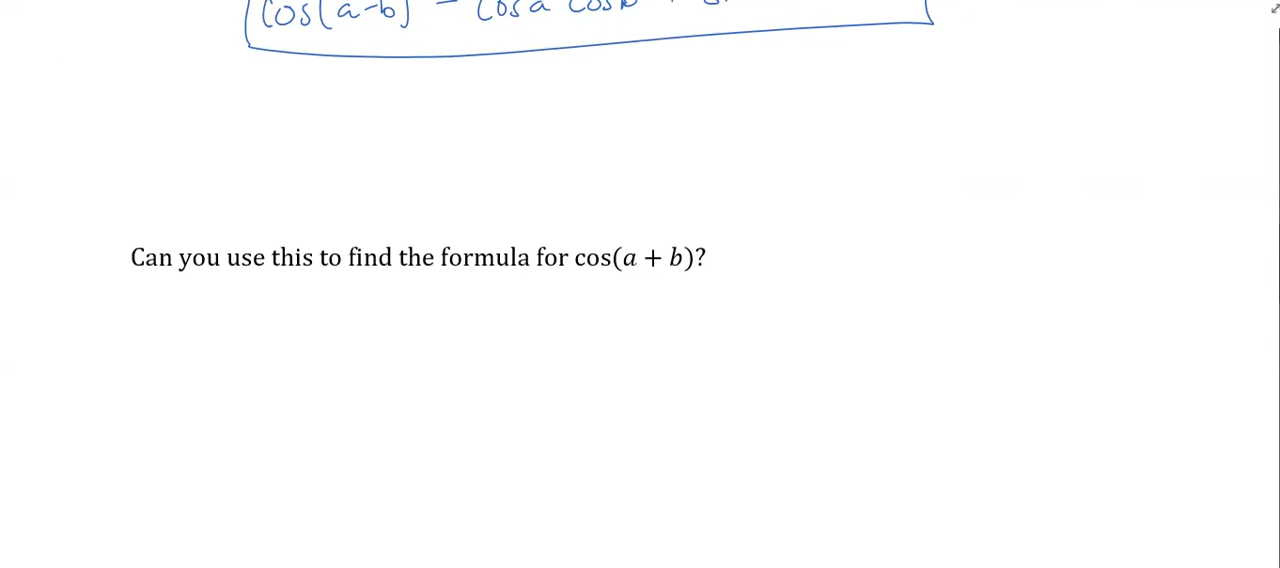 cos(a-b) = cos a cos b +
Can you use this to find the formula for cos(a + b)?